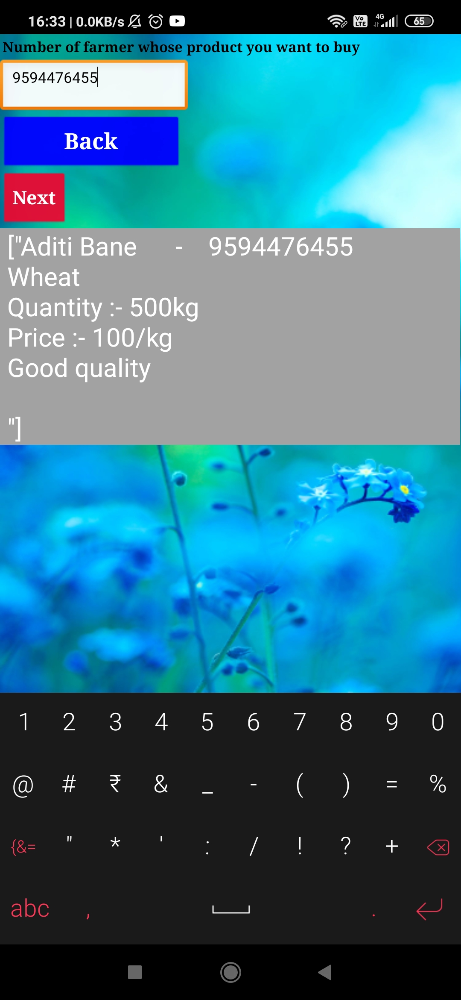 16:33 | 0.0KB/s Vo LTE 4G 65
Number of farmer whose product you want to buy
9594476455
Back
Next
["Aditi Bane - 9594476455
Wheat
Quantity :- 500kg
Price :- 100/kg
Good quality
"]
1 2 3 4 5 6 7 8 9 0
@ # ₹ & _ - ( ) = %
{&= " * ' : / ! ? +
abc , .